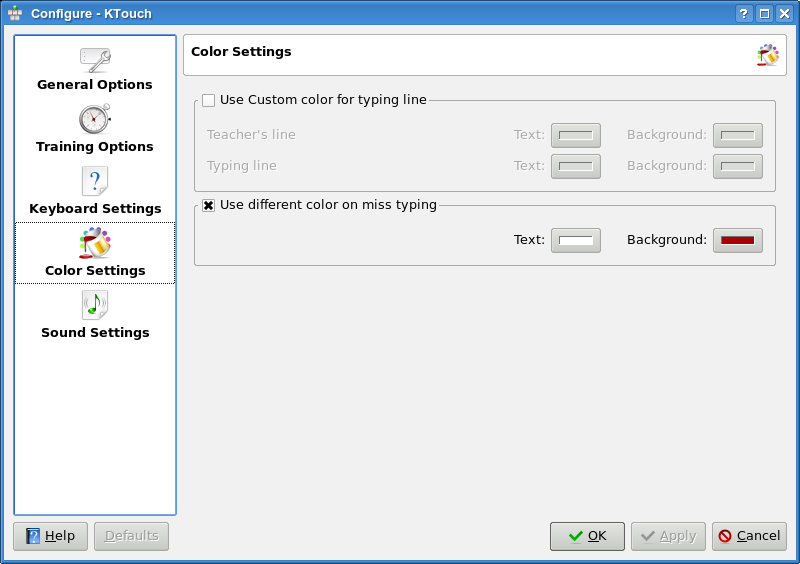 Configure - KTouch
General Options
Training Options
Keyboard Settings
Color Settings
Sound Settings
Color Settings
Use Custom color for typing line
Teacher's line Text: Background:
Typing line Text: Background:
Use different color on miss typing
Text: Background:
Help Defaults OK Apply Cancel